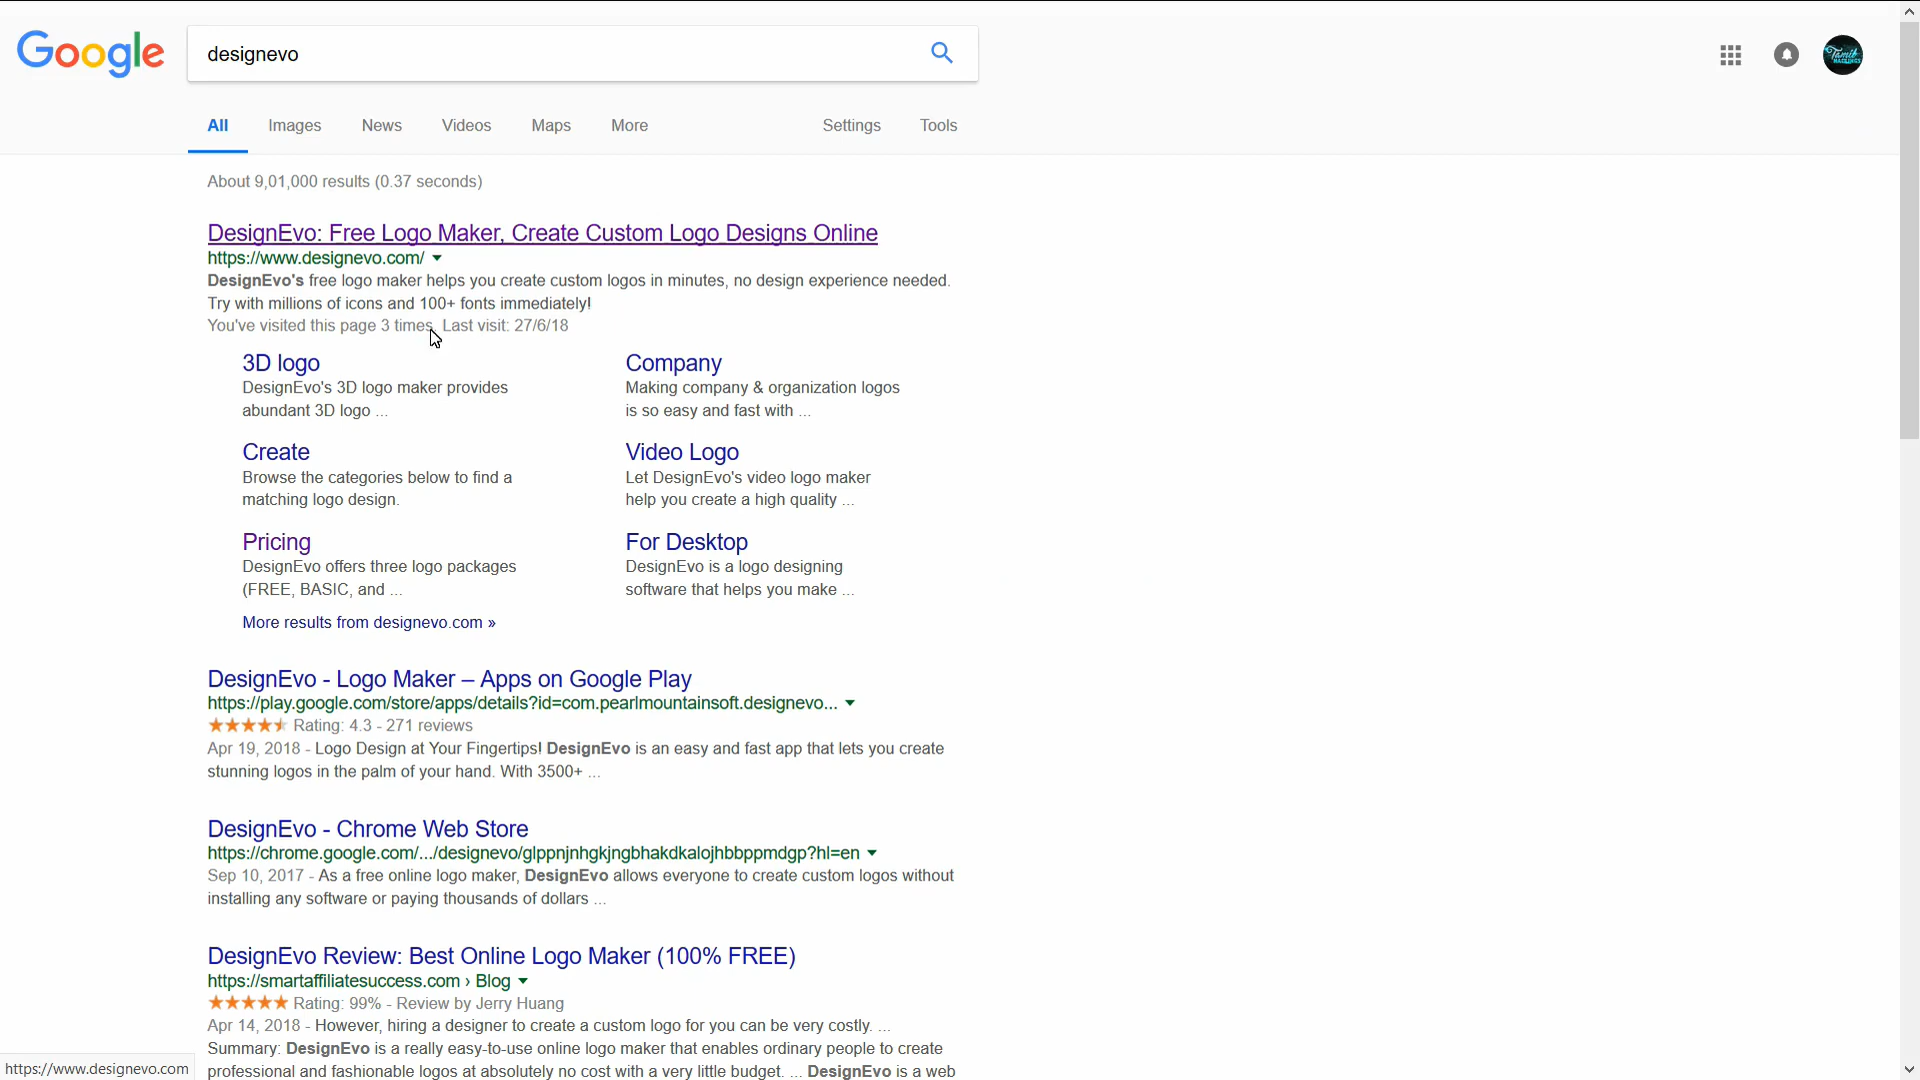 Google
designevo
Tamil
HACKINGS
All Images News Videos Maps More Settings Tools
About 9,01,000 results (0.37 seconds)
DesignEvo: Free Logo Maker, Create Custom Logo Designs Online
https://www.designevo.com/
DesignEvo's free logo maker helps you create custom logos in minutes, no design experience needed.
Try with millions of icons and 100+ fonts immediately!
You've visited this page 3 times. Last visit: 27/6/18
3D logo
DesignEvo's 3D logo maker provides
abundant 3D logo ...
Company
Making company & organization logos
is so easy and fast with ...
Create
Browse the categories below to find a
matching logo design.
Video Logo
Let DesignEvo's video logo maker
help you create a high quality ...
Pricing
DesignEvo offers three logo packages
(FREE, BASIC, and ...
For Desktop
DesignEvo is a logo designing
software that helps you make ...
More results from designevo.com »
DesignEvo - Logo Maker – Apps on Google Play
https://play.google.com/store/apps/details?id=com.pearlmountainsoft.designevo...
Rating: 4.3 - 271 reviews
Apr 19, 2018 - Logo Design at Your Fingertips! DesignEvo is an easy and fast app that lets you create
stunning logos in the palm of your hand. With 3500+ ...
DesignEvo - Chrome Web Store
https://chrome.google.com/.../designevo/glppnjnhgkjngbhakdkalojhbbppmdgp?hl=en
Sep 10, 2017 - As a free online logo maker, DesignEvo allows everyone to create custom logos without
installing any software or paying thousands of dollars ...
DesignEvo Review: Best Online Logo Maker (100% FREE)
https://smartaffiliatesuccess.com › Blog
Rating: 99% - Review by Jerry Huang
Apr 14, 2018 - However, hiring a designer to create a custom logo for you can be very costly. ...
Summary: DesignEvo is a really easy-to-use online logo maker that enables ordinary people to create
professional and fashionable logos at absolutely no cost with a very little budget. ... DesignEvo is a web
https://www.designevo.com